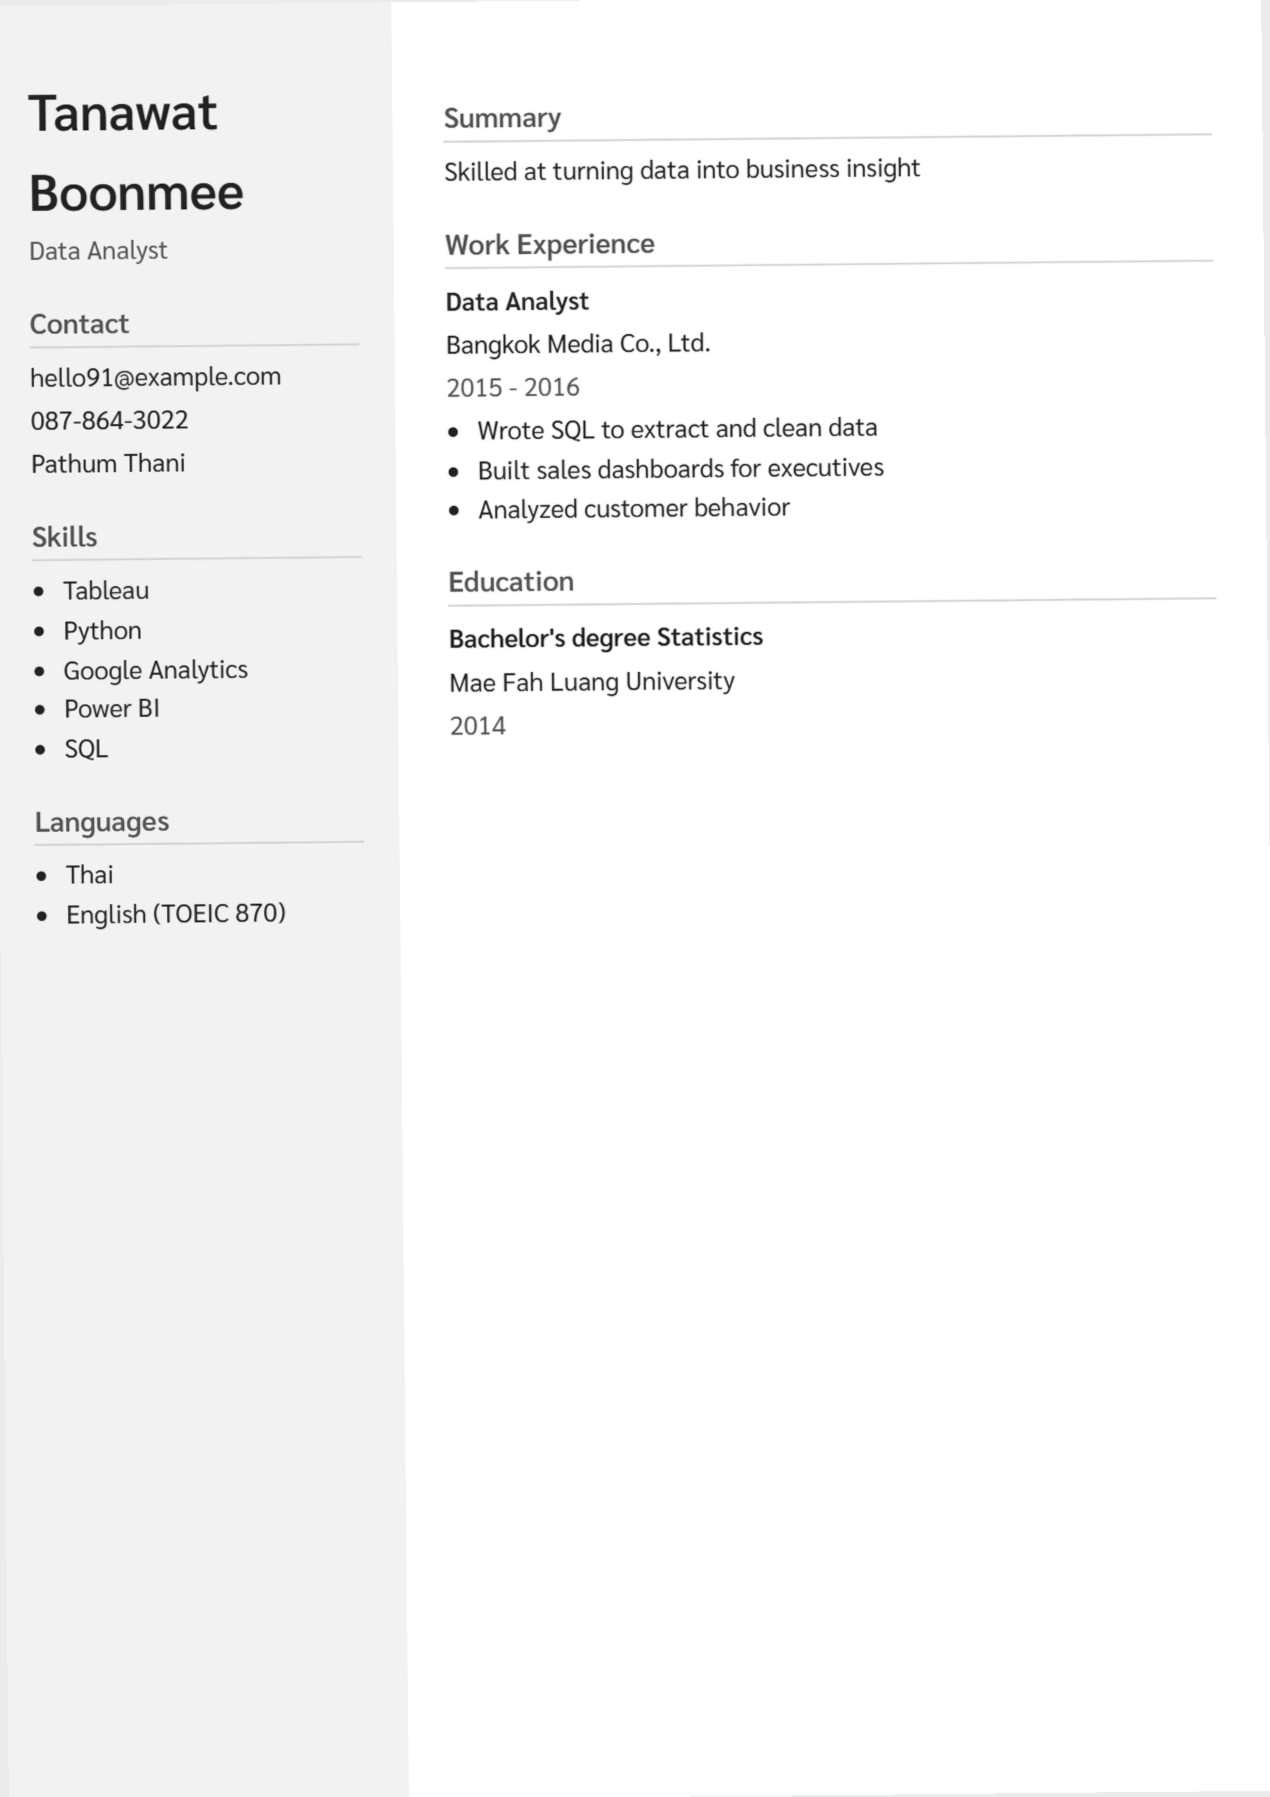 Tanawat
Boonmee
Data Analyst
Contact
hello91@example.com
087-864-3022
Pathum Thani
Skills
Tableau
Python
Google Analytics
Power BI
SQL
Languages
Thai
English (TOEIC 870)
Summary
Skilled at turning data into business insight
Work Experience
Data Analyst
Bangkok Media Co., Ltd.
2015 - 2016
Wrote SQL to extract and clean data
Built sales dashboards for executives
Analyzed customer behavior
Education
Bachelor's degree Statistics
Mae Fah Luang University
2014